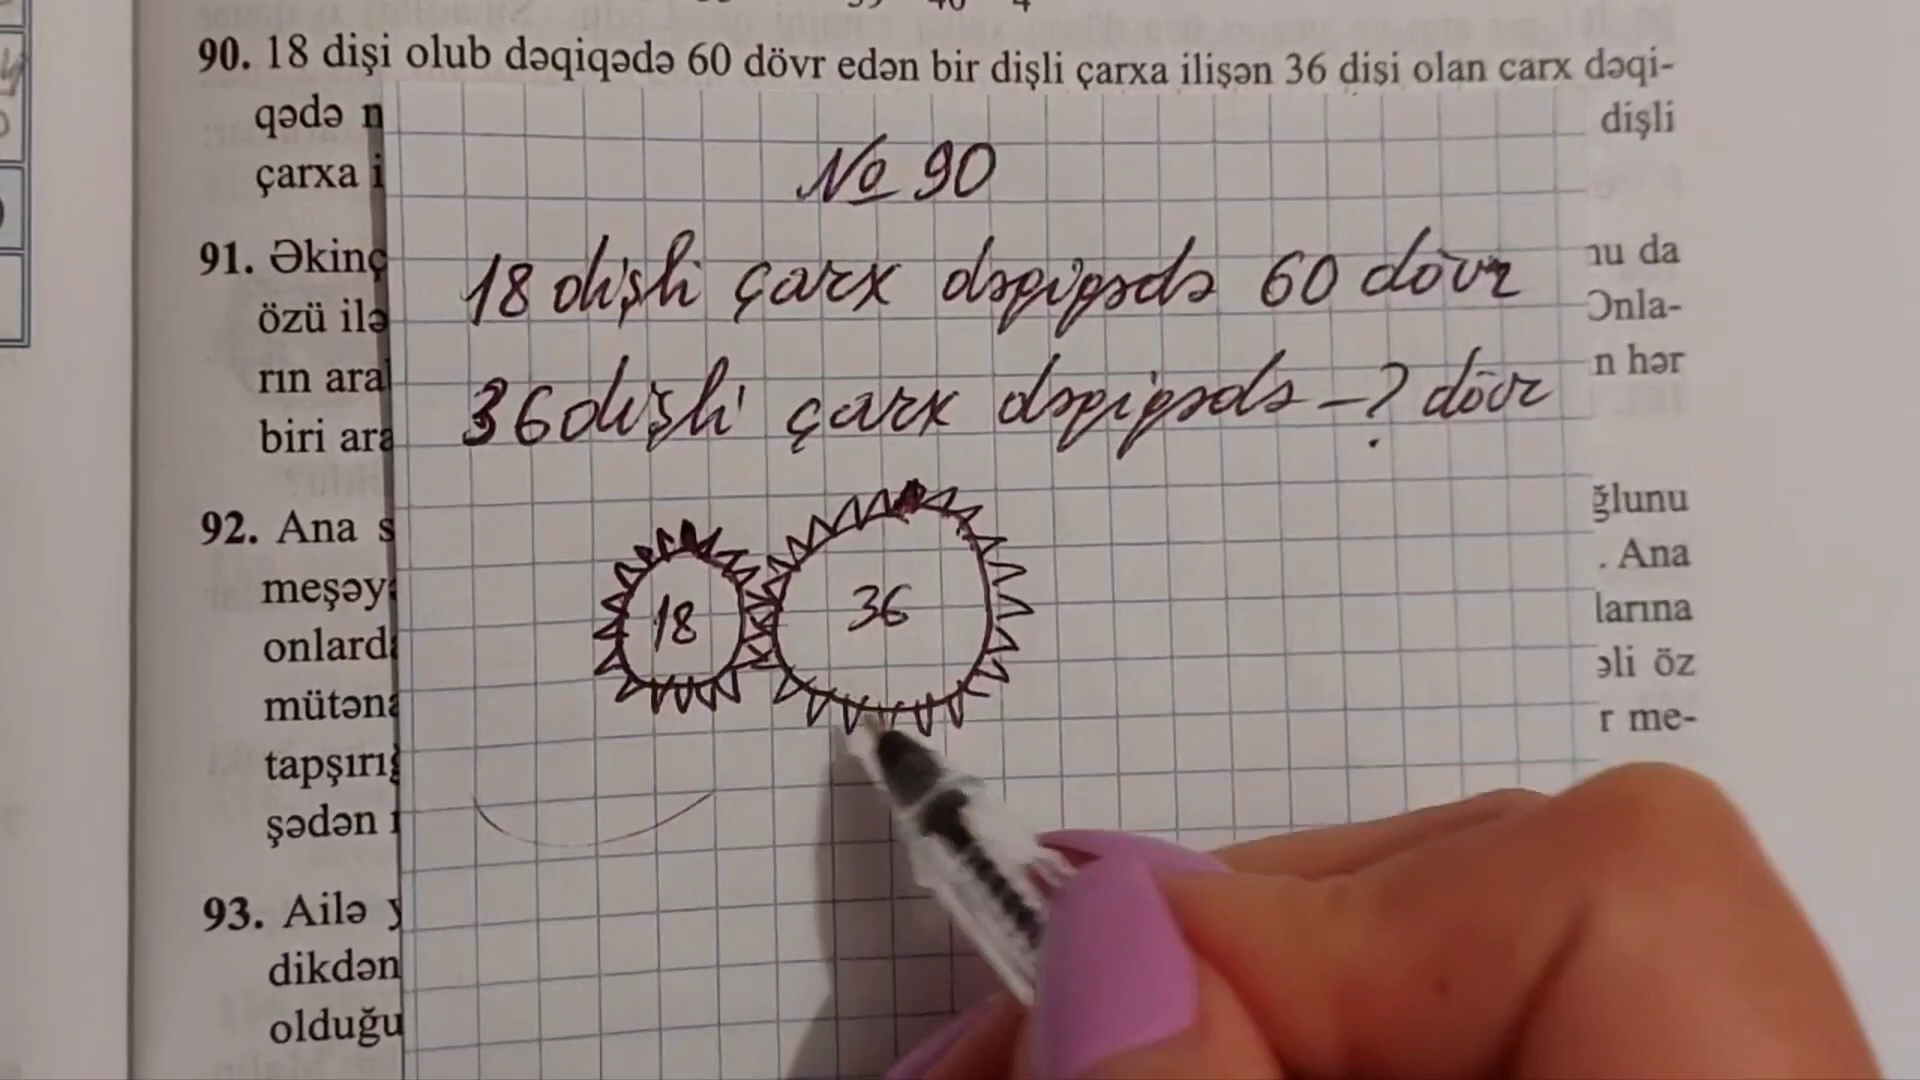 90. 18 dişi olub dəqiqədə 60 dövr edən bir dişli çarxa ilişən 36 dişi olan çarx dəqi-
qədə dişli
çarxa
№ 90
18 dişli çarx dəqiqədə 60 dövr
36 dişli çarx dəqiqədə - ? dövr
18 36
91. Əkinç nu da
özü ilə Onla-
rın ara n hər
biri ara
92. Ana s ğlunu
meşəy . Ana
onlard larına
mütəna əli öz
tapşırığ r me-
şədən
93. Ailə y
dikdən
olduğu